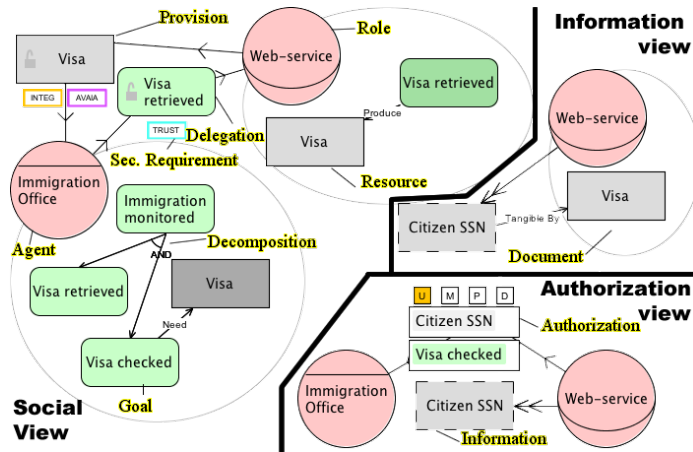 Provision
Visa
INTEG
AVAIA
Visa
retrieved
TRUST
Delegation
Sec. Requirement
Web-service
Role
Visa retrieved
Produce
Visa
Resource
Immigration
Office
Agent
Immigration
monitored
Decomposition
AND
Visa retrieved
Visa
Need
Visa checked
Goal
Social
View
Information
view
Web-service
Visa
Citizen SSN
Tangible By
Document
Authorization
view
U M P D
Citizen SSN
Authorization
Visa checked
Immigration
Office
Citizen SSN
Web-service
Information